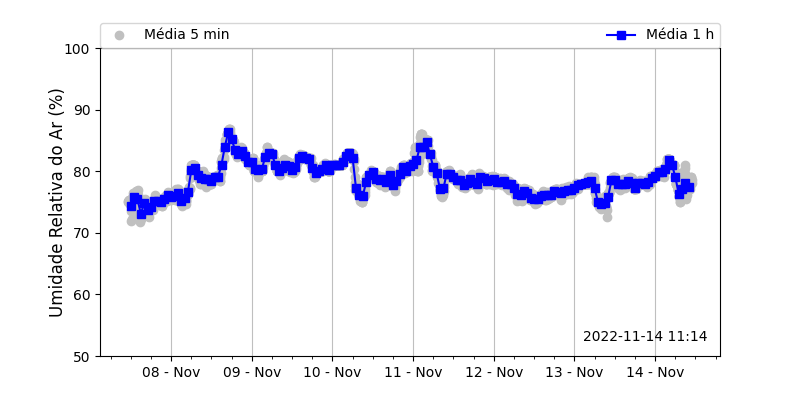 Média 5 min
Média 1 h
Umidade Relativa do Ar (%)
100
90
80
70
60
50
2022-11-14 11:14
08 - Nov
09 - Nov
10 - Nov
11 - Nov
12 - Nov
13 - Nov
14 - Nov